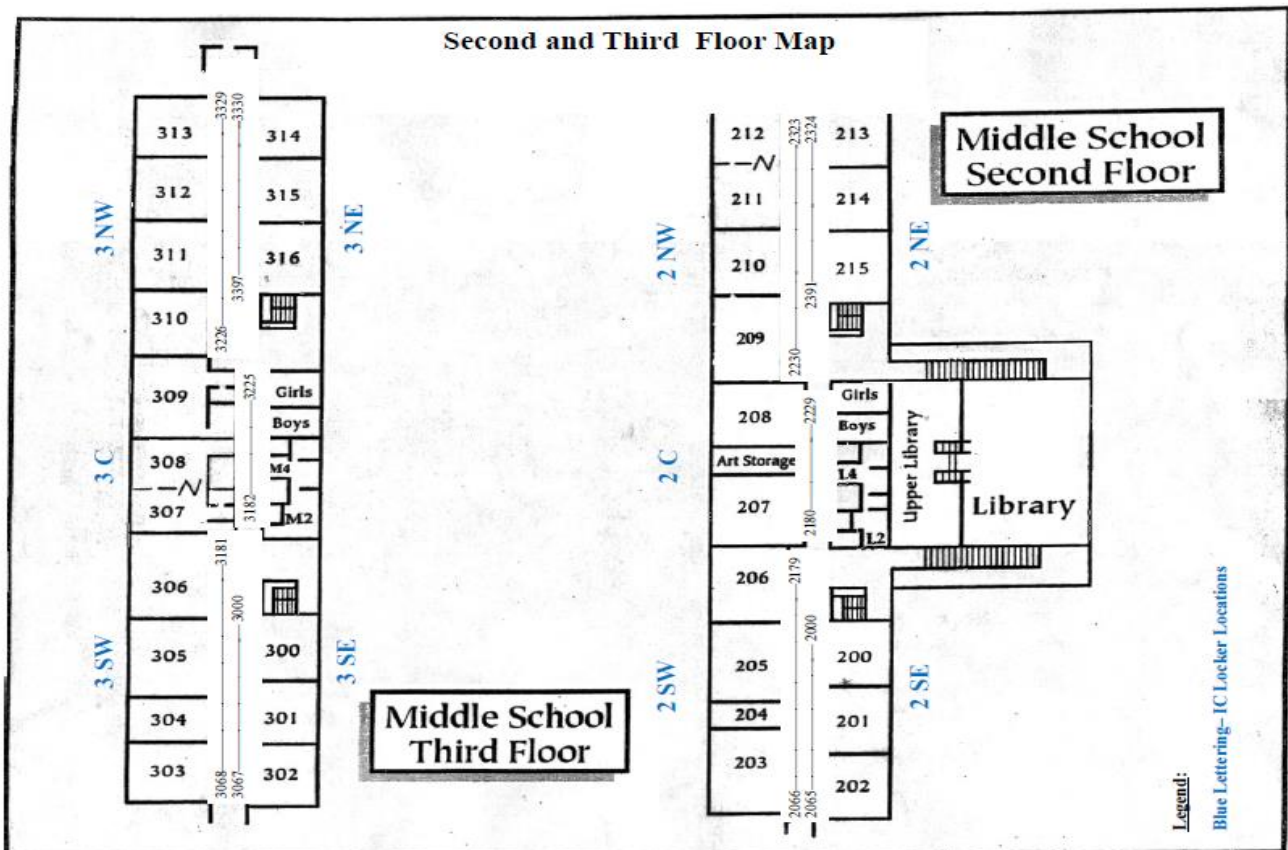 Second and Third Floor Map
Middle School
Second Floor
Middle School
Third Floor
3 NW
3 C
3 SW
313
312
311
310
309
308
307
306
305
304
303
3329
3330
3397
3226
3225
3182
3181
3000
3068
3067
314
315
316
Girls
Boys
M4
M2
300
301
302
3 NE
3 SE
2 NW
2 C
2 SW
212
211
210
209
208
Art Storage
207
206
205
204
203
2323
2324
2391
2230
2229
2180
2179
2000
2066
2065
213
214
215
Girls
Boys
L4
L2
200
*
201
202
2 NE
2 SE
Upper Library
Library
Legend:
Blue Lettering– IC Locker Locations